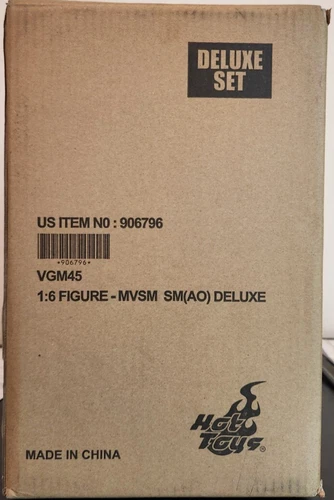 DELUXE
SET
US ITEM NO : 906796
*906796*
VGM45
1:6 FIGURE - MVSM SM(AO) DELUXE
Hot
Toys®
MADE IN CHINA